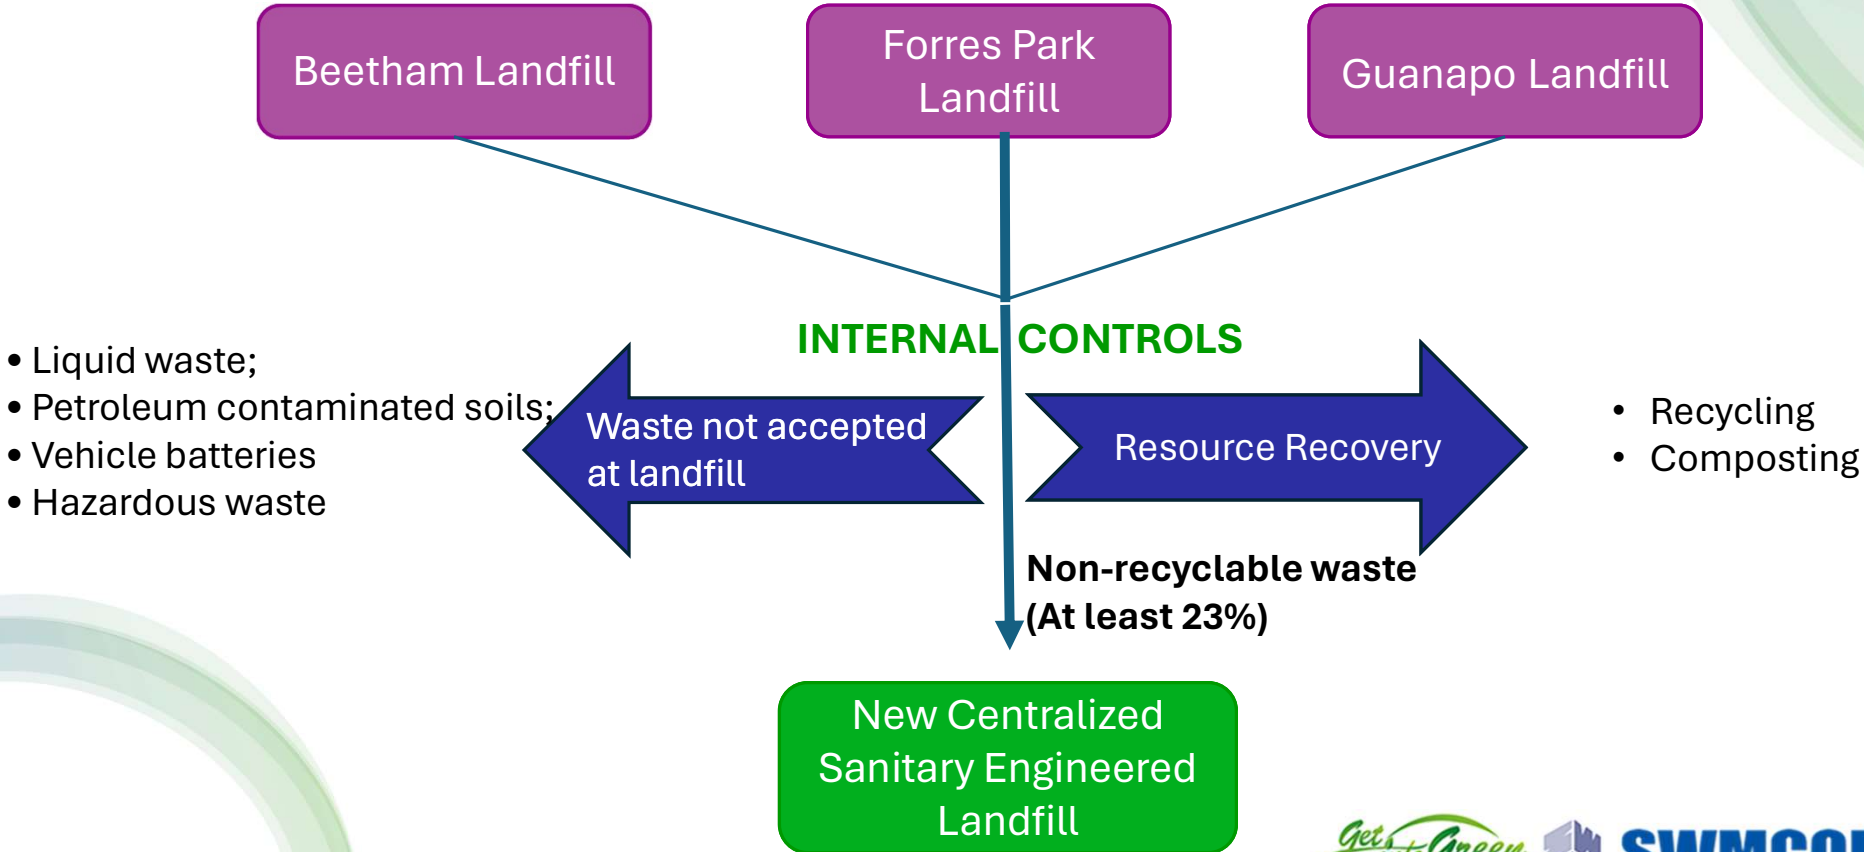 Beetham Landfill
Forres Park
Landfill
Guanapo Landfill
INTERNAL CONTROLS
• Liquid waste;
• Petroleum contaminated soils;
• Vehicle batteries
• Hazardous waste
Waste not accepted
at landfill
Resource Recovery
• Recycling
• Composting
Non-recyclable waste
(At least 23%)
New Centralized
Sanitary Engineered
Landfill
Get
Green